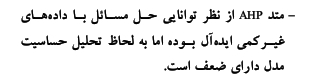 - متد AHP از نظر توانایی حل مسائل با داده‌های
غیرکمی ایده‌آل بوده اما به لحاظ تحلیل حساسیت
مدل دارای ضعف است.